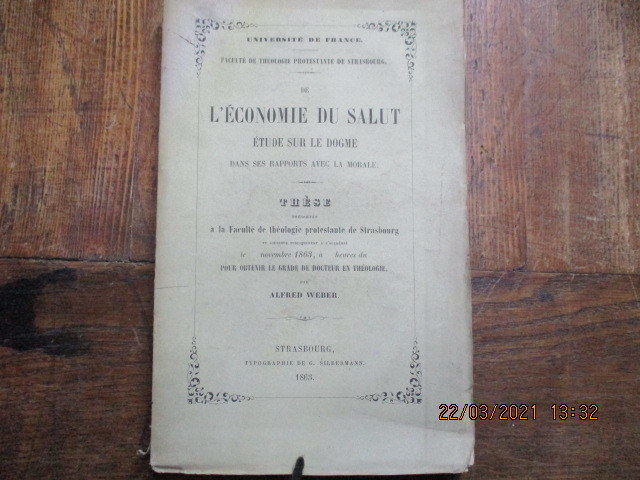 UNIVERSITÉ DE FRANCE.
FACULTÉ DE THÉOLOGIE PROTESTANTE DE STRASBOURG.
DE
L'ÉCONOMIE DU SALUT
ÉTUDE SUR LE DOGME
DANS SES RAPPORTS AVEC LA MORALE.
THÈSE
à la Faculté de théologie protestante de Strasbourg
le novembre 1863, à heures du
POUR OBTENIR LE GRADE DE DOCTEUR EN THÉOLOGIE,
PAR
ALFRED WEBER
STRASBOURG,
TYPOGRAPHIE DE G. SILBERMANN.
1863.
22/03/2021 13:32